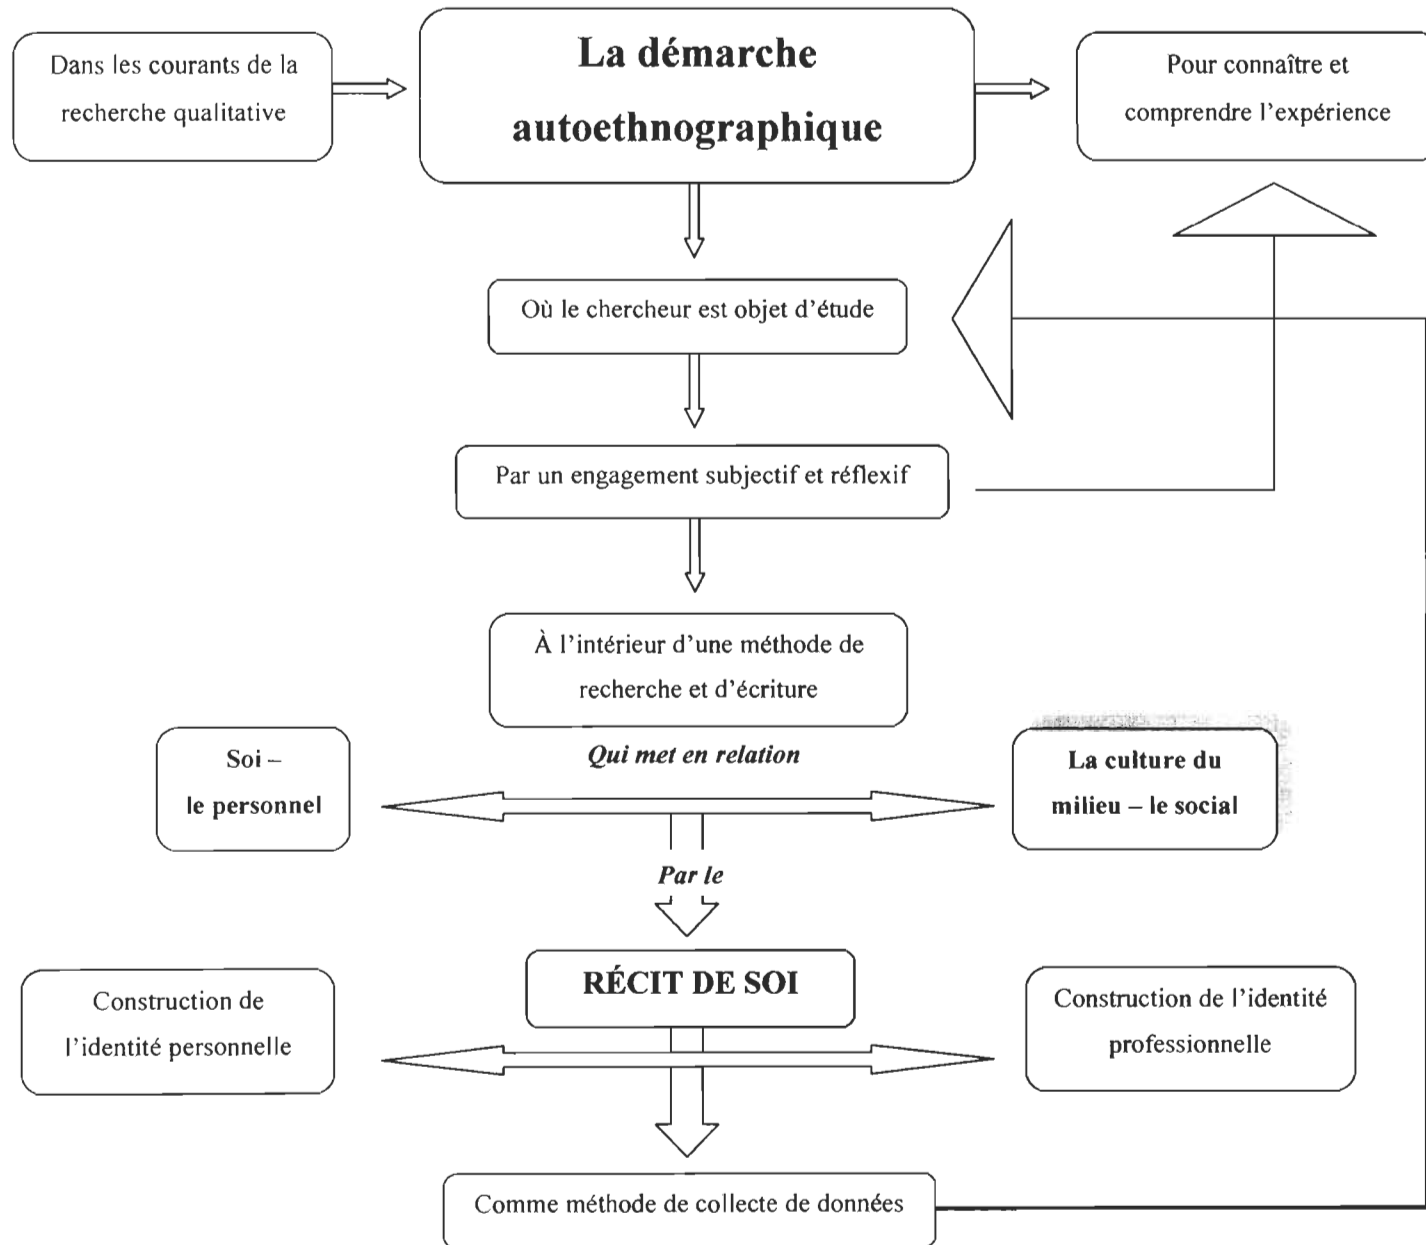 Dans les courants de la
recherche qualitative
La démarche
autoethnographique
Pour connaître et
comprendre l'expérience
Où le chercheur est objet d'étude
Par un engagement subjectif et réflexif
À l'intérieur d'une méthode de
recherche et d'écriture
Soi –
le personnel
Qui met en relation
La culture du
milieu – le social
Par le
RÉCIT DE SOI
Construction de
l'identité personnelle
Construction de l'identité
professionnelle
Comme méthode de collecte de données